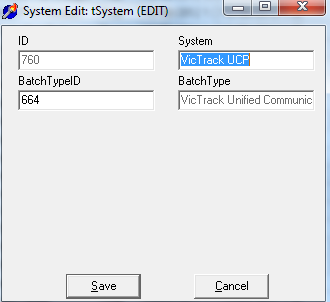 System Edit: tSystem (EDIT)
ID System
760 VicTrack UCP
BatchTypeID BatchType
664 VicTrack Unified Communic
Save Cancel